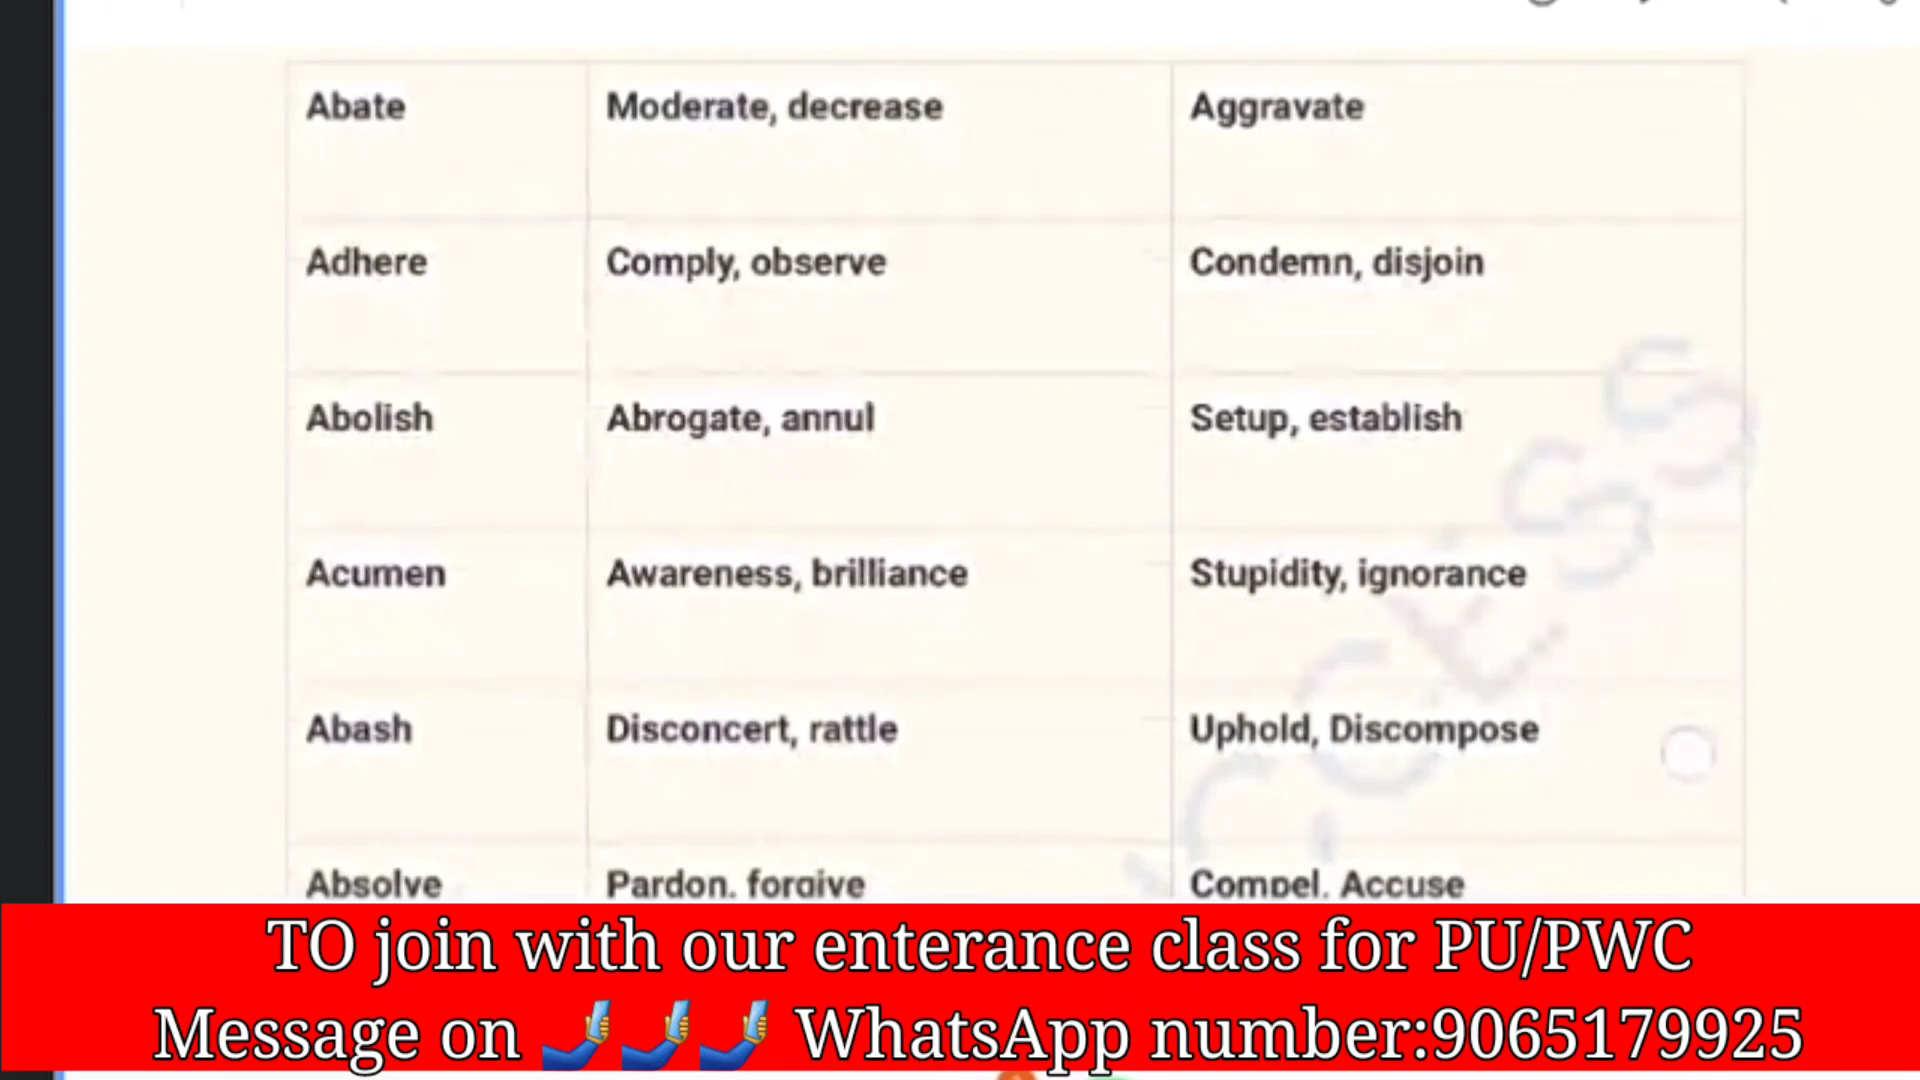 Abate Moderate, decrease Aggravate
Adhere Comply, observe Condemn, disjoin
Abolish Abrogate, annul Setup, establish
Acumen Awareness, brilliance Stupidity, ignorance
Abash Disconcert, rattle Uphold, Discompose
Absolve Pardon, forgive Compel, Accuse
TO join with our enterance class for PU/PWC
Message on WhatsApp number:9065179925